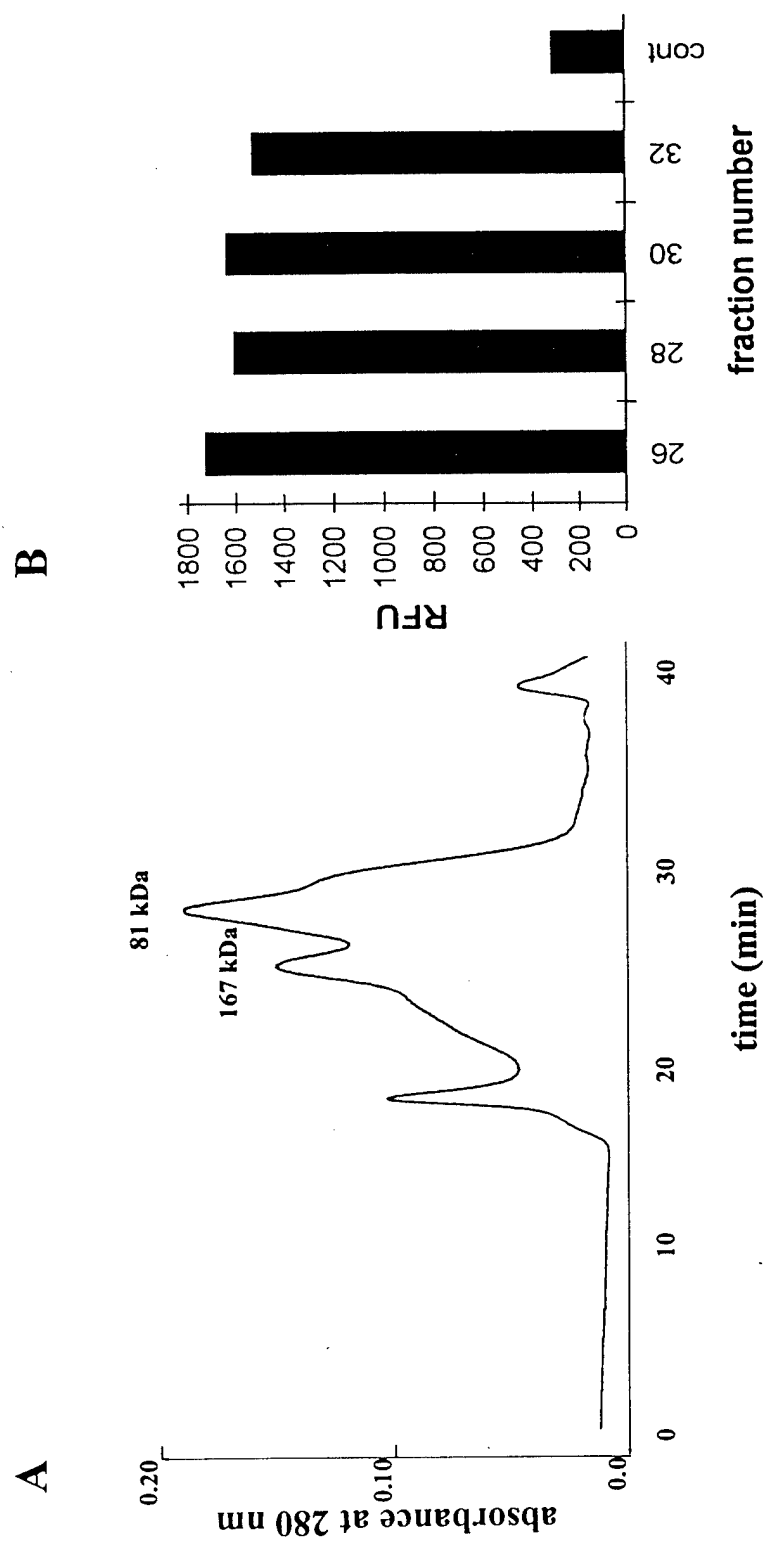 A
0.20
0.10
0.0
absorbance at 280 nm
167 kDa
81 kDa
0
10
20
30
40
time (min)
B
1800
1600
1400
1200
1000
800
600
400
200
0
RFU
26
28
30
32
cont
fraction number